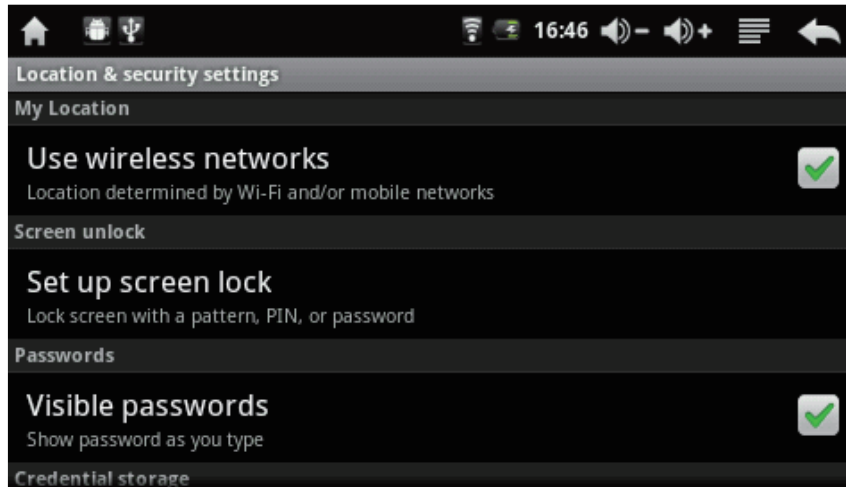 16:46
Location & security settings
My Location
Use wireless networks
Location determined by Wi-Fi and/or mobile networks
Screen unlock
Set up screen lock
Lock screen with a pattern, PIN, or password
Passwords
Visible passwords
Show password as you type
Credential storage